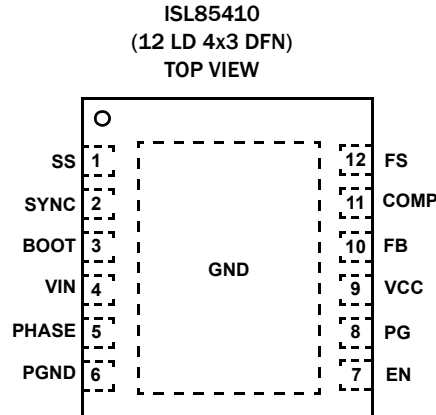 ISL85410
(12 LD 4x3 DFN)
TOP VIEW
SS 1 12 FS
SYNC 2 11 COMP
BOOT 3 10 FB
GND
VIN 4 9 VCC
PHASE 5 8 PG
PGND 6 7 EN